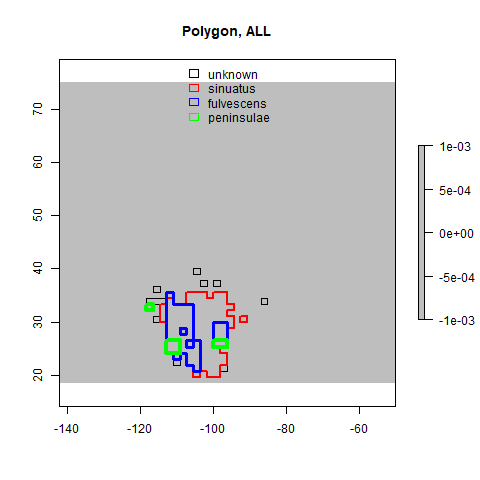 Polygon, ALL
unknown
sinuatus
fulvescens
peninsulae
70
60
50
40
30
20
-140
-120
-100
-80
-60
1e-03
5e-04
0e+00
-5e-04
-1e-03